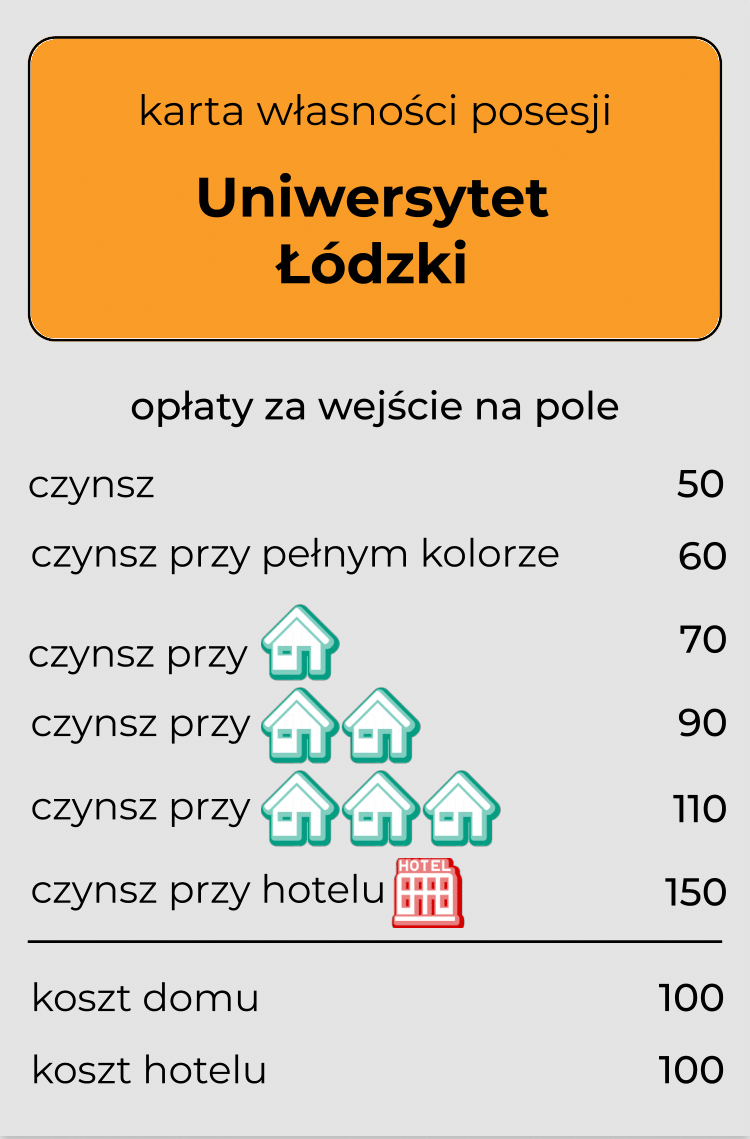 karta własności posesji
Uniwersytet
Łódzki
opłaty za wejście na pole
czynsz 50
czynsz przy pełnym kolorze 60
czynsz przy 70
czynsz przy 90
czynsz przy 110
czynsz przy hotelu HOTEL 150
koszt domu 100
koszt hotelu 100